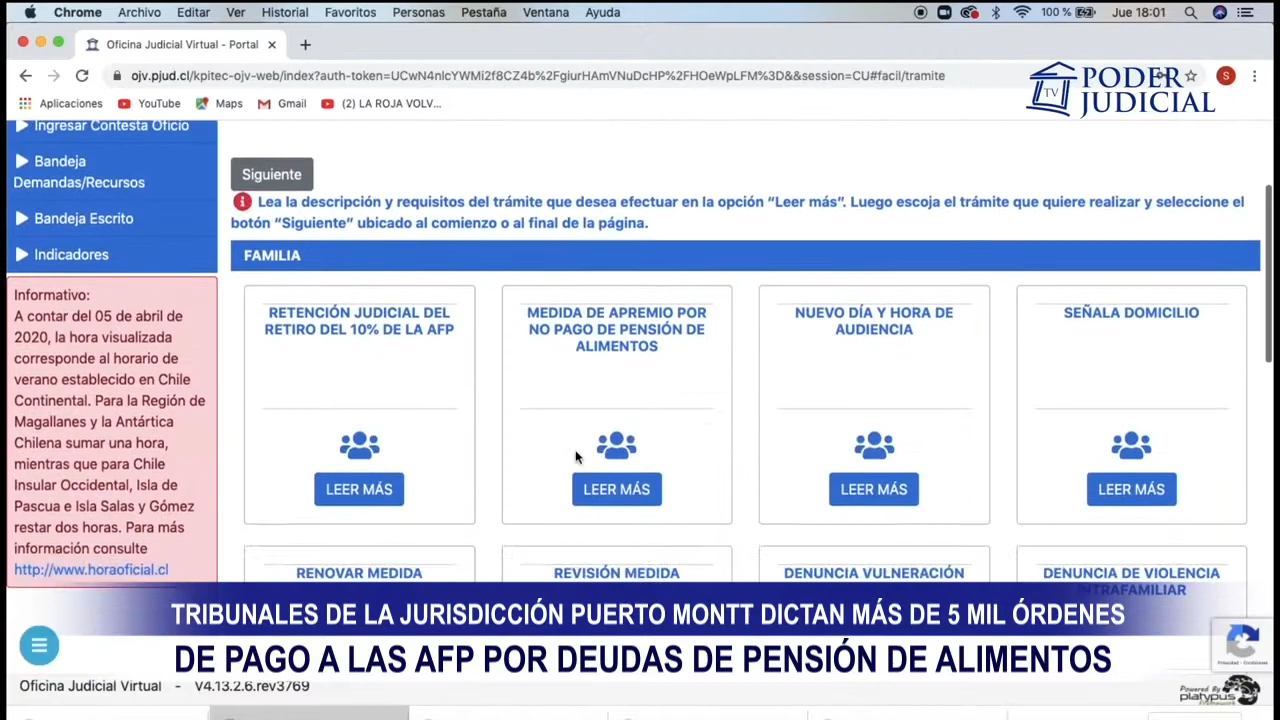 Chrome Archivo Editar Ver Historial Favoritos Personas Pestaña Ventana Ayuda 100 % Jue 18:01
Oficina Judicial Virtual - Portal
ojv.pjud.cl/kpitec-ojv-web/index?auth-token=UCwN4nlcYWMi2f8CZ4b%2FgiurHAmVNuDcHP%2FHOeWpLFM%3D&&session=CU#facil/tramite
S
TV PODER
JUDICIAL
Aplicaciones YouTube Maps Gmail (2) LA ROJA VOLV...
Ingresar Contesta Oficio
Bandeja
Demandas/Recursos
Bandeja Escrito
Indicadores
Informativo:
A contar del 05 de abril de
2020, la hora visualizada
corresponde al horario de
verano establecido en Chile
Continental. Para la Región de
Magallanes y la Antártica
Chilena sumar una hora,
mientras que para Chile
Insular Occidental, Isla de
Pascua e Isla Salas y Gómez
restar dos horas. Para más
información consulte
http://www.horaoficial.cl
Siguiente
Lea la descripción y requisitos del trámite que desea efectuar en la opción “Leer más”. Luego escoja el trámite que quiere realizar y seleccione el
botón “Siguiente” ubicado al comienzo o al final de la página.
FAMILIA
RETENCIÓN JUDICIAL DEL
RETIRO DEL 10% DE LA AFP
LEER MÁS
MEDIDA DE APREMIO POR
NO PAGO DE PENSIÓN DE
ALIMENTOS
LEER MÁS
NUEVO DÍA Y HORA DE
AUDIENCIA
LEER MÁS
SEÑALA DOMICILIO
LEER MÁS
RENOVAR MEDIDA
REVISIÓN MEDIDA
DENUNCIA VULNERACIÓN
DENUNCIA DE VIOLENCIA
INTRAFAMILIAR
TRIBUNALES DE LA JURISDICCIÓN PUERTO MONTT DICTAN MÁS DE 5 MIL ÓRDENES
DE PAGO A LAS AFP POR DEUDAS DE PENSIÓN DE ALIMENTOS
Oficina Judicial Virtual - V4.13.2.6.rev3769
Privacidad - Condiciones
Powered By
platypus
Framework